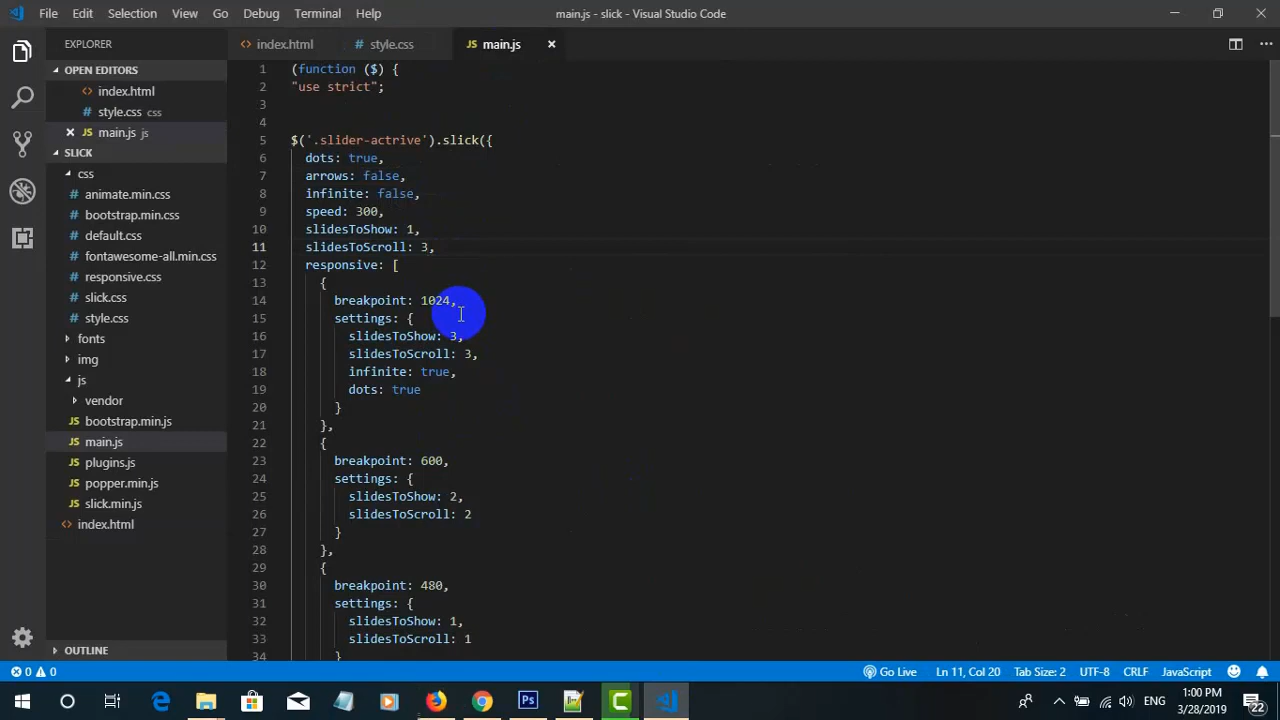 File Edit Selection View Go Debug Terminal Help
main.js - slick - Visual Studio Code
EXPLORER
index.html
style.css
main.js
OPEN EDITORS
index.html
style.css css
main.js js
SLICK
css
animate.min.css
bootstrap.min.css
default.css
fontawesome-all.min.css
responsive.css
slick.css
style.css
fonts
img
js
vendor
bootstrap.min.js
main.js
plugins.js
popper.min.js
slick.min.js
index.html
OUTLINE
1 (function ($) {
2 "use strict";
3
4
5 $('.slider-actrive').slick({
6 dots: true,
7 arrows: false,
8 infinite: false,
9 speed: 300,
10 slidesToShow: 1,
11 slidesToScroll: 3,
12 responsive: [
13 {
14 breakpoint: 1024,
15 settings: {
16 slidesToShow: 3,
17 slidesToScroll: 3,
18 infinite: true,
19 dots: true
20 }
21 },
22 {
23 breakpoint: 600,
24 settings: {
25 slidesToShow: 2,
26 slidesToScroll: 2
27 }
28 },
29 {
30 breakpoint: 480,
31 settings: {
32 slidesToShow: 1,
33 slidesToScroll: 1
34 }
0 0
Go Live Ln 11, Col 20 Tab Size: 2 UTF-8 CRLF JavaScript
ENG
1:00 PM
3/28/2019
22